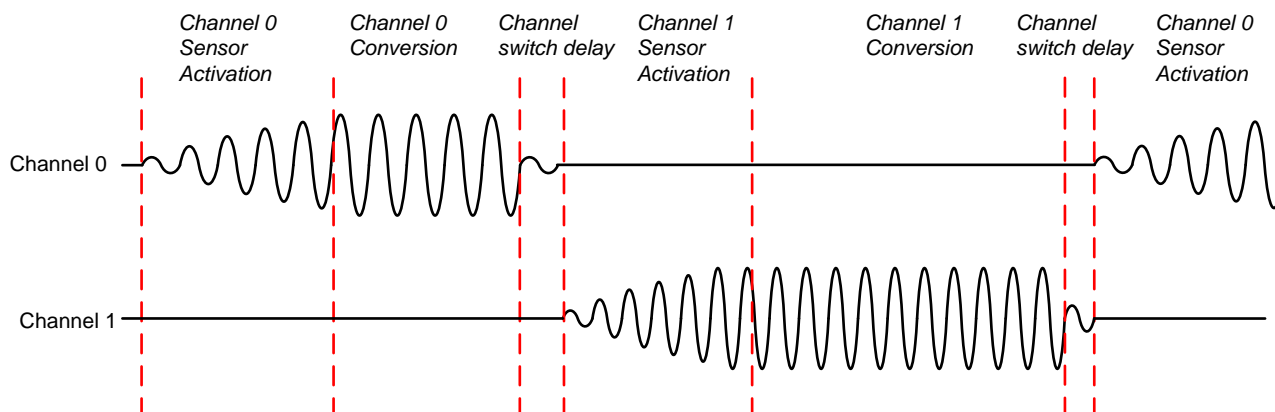 Channel 0
Sensor
Activation
Channel 0
Conversion
Channel
switch delay
Channel 1
Sensor
Activation
Channel 1
Conversion
Channel
switch delay
Channel 0
Sensor
Activation
Channel 0
Channel 1